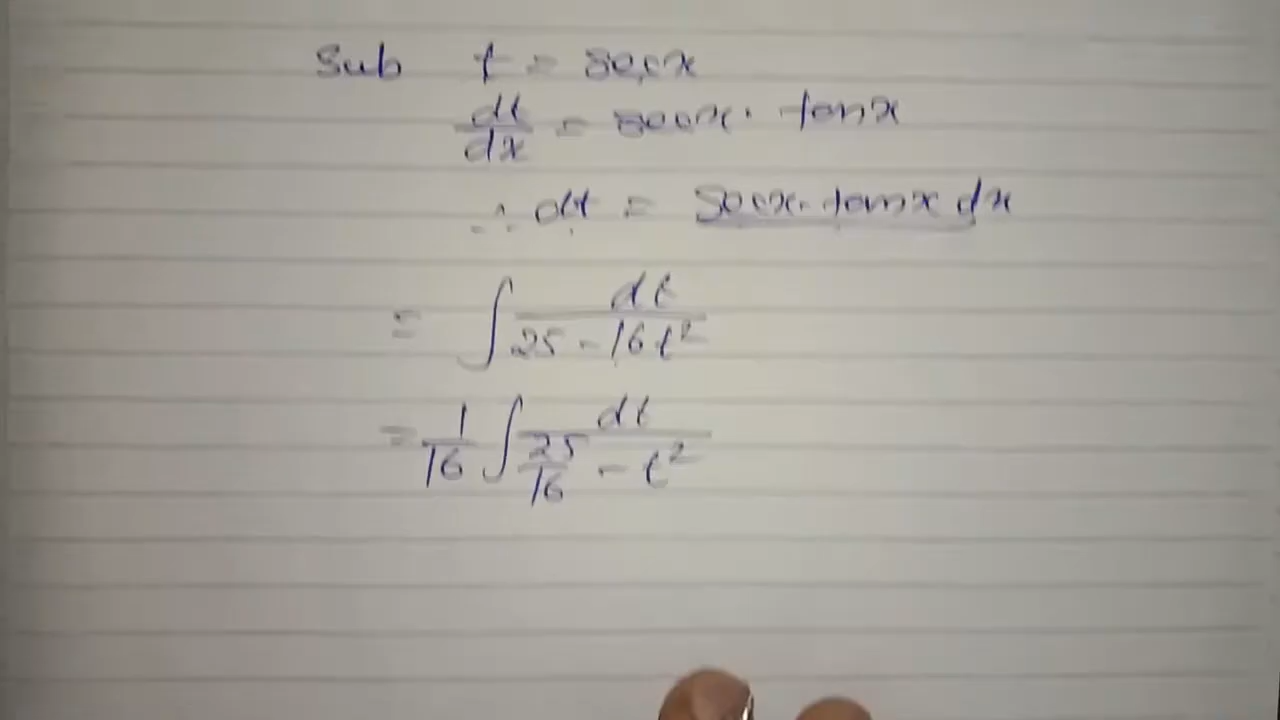 Sub t = secx
dt/dx = secx. tanx
∴ dt = secx. tanx dx
= ∫ dt / 25 - 16t²
= 1/16 ∫ dt / 25/16 - t²